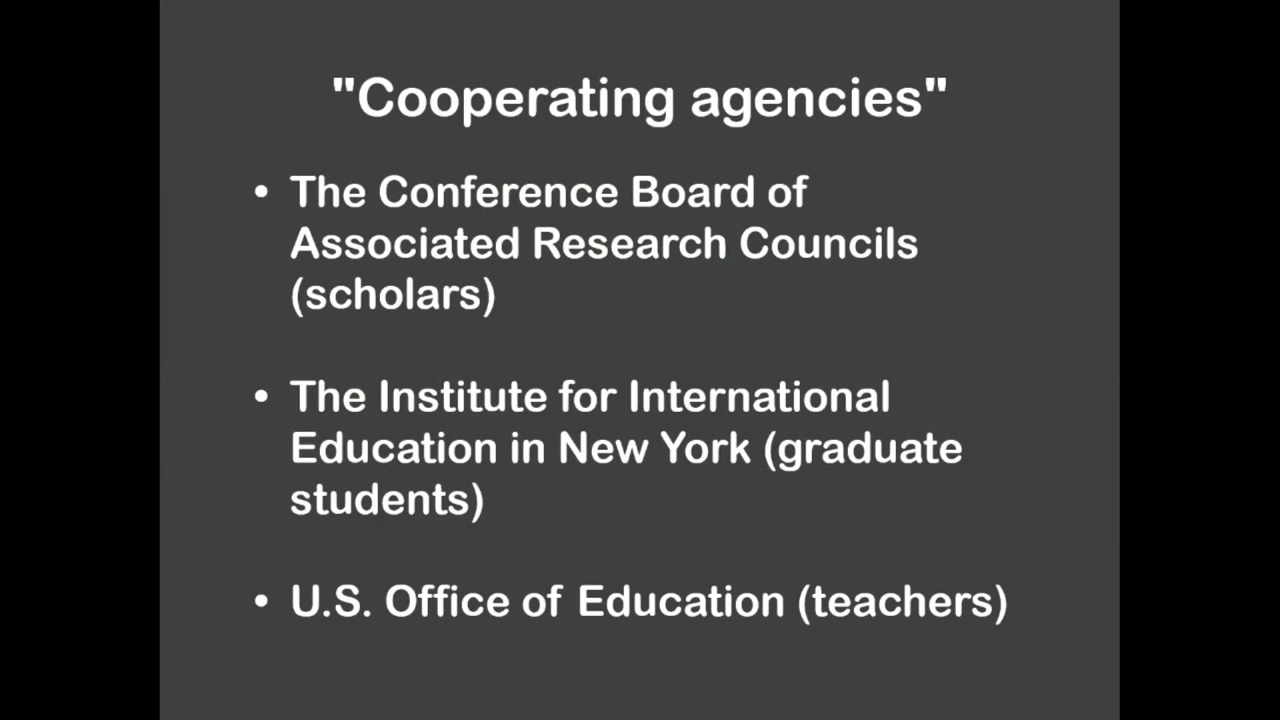 "Cooperating agencies"
• The Conference Board of
Associated Research Councils
(scholars)
• The Institute for International
Education in New York (graduate
students)
• U.S. Office of Education (teachers)